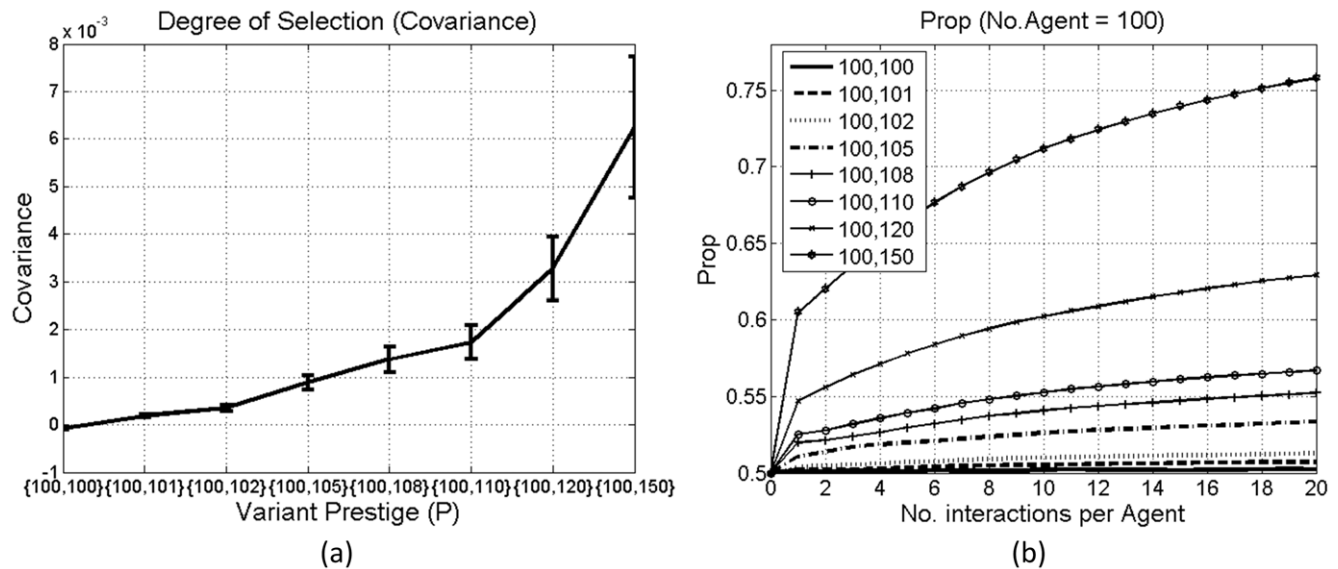 Degree of Selection (Covariance)
× 10⁻³
8
7
6
5
4
3
2
1
0
-1
Covariance
{100,100} {100,101} {100,102} {100,105} {100,108} {100,110} {100,120} {100,150}
Variant Prestige (P)
(a)
Prop (No.Agent = 100)
100,100
100,101
100,102
100,105
100,108
100,110
100,120
100,150
0.75
0.7
0.65
0.6
0.55
0.5
Prop
0 2 4 6 8 10 12 14 16 18 20
No. interactions per Agent
(b)